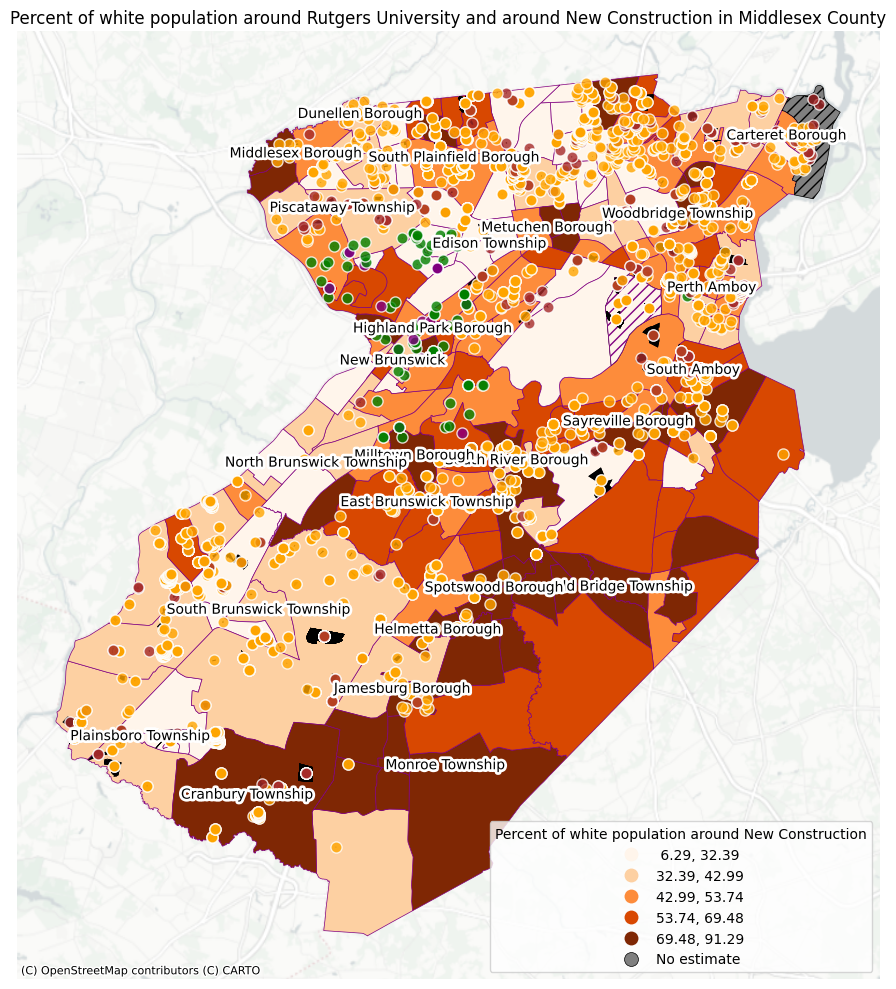 Percent of white population around Rutgers University and around New Construction in Middlesex County
Dunellen Borough
Carteret Borough
Middlesex Borough
South Plainfield Borough
Piscataway Township
Woodbridge Township
Metuchen Borough
Edison Township
Perth Amboy
Highland Park Borough
New Brunswick
South Amboy
Sayreville Borough
Milltown Borough
North Brunswick Township
River Borough
East Brunswick Township
Spotswood Borough
Bridge Township
South Brunswick Township
Helmetta Borough
Jamesburg Borough
Plainsboro Township
Monroe Township
Cranbury Township
Percent of white population around New Construction
6.29, 32.39
32.39, 42.99
42.99, 53.74
53.74, 69.48
69.48, 91.29
No estimate
(C) OpenStreetMap contributors (C) CARTO